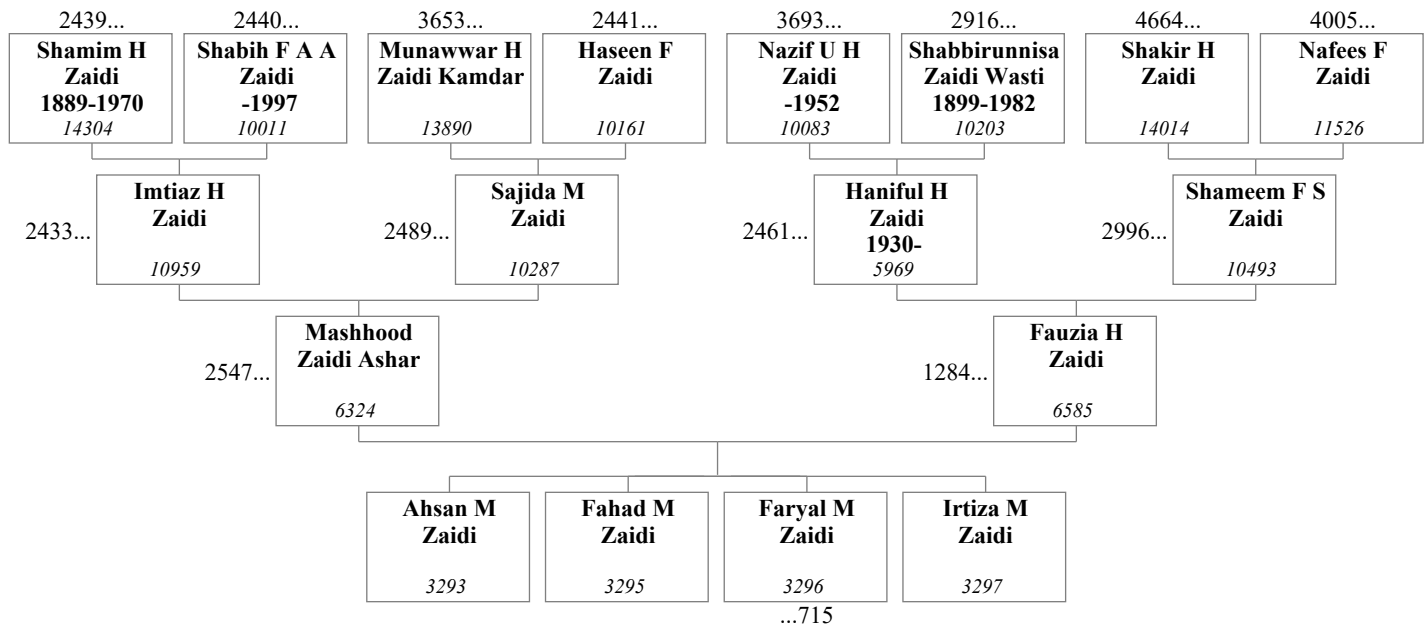 2439... 2440... 3653... 2441... 3693... 2916... 4664... 4005...
Shamim H
Zaidi
1889-1970
14304
Shabih F A A
Zaidi
-1997
10011
Munawwar H
Zaidi Kamdar
13890
Haseen F
Zaidi
10161
Nazif U H
Zaidi
-1952
10083
Shabbirunnisa
Zaidi Wasti
1899-1982
10203
Shakir H
Zaidi
14014
Nafees F
Zaidi
11526
2433...
Imtiaz H
Zaidi
10959
2489...
Sajida M
Zaidi
10287
2461...
Haniful H
Zaidi
1930-
5969
2996...
Shameem F S
Zaidi
10493
2547...
Mashhood
Zaidi Ashar
6324
1284...
Fauzia H
Zaidi
6585
Ahsan M
Zaidi
3293
Fahad M
Zaidi
3295
Faryal M
Zaidi
3296
Irtiza M
Zaidi
3297
...715